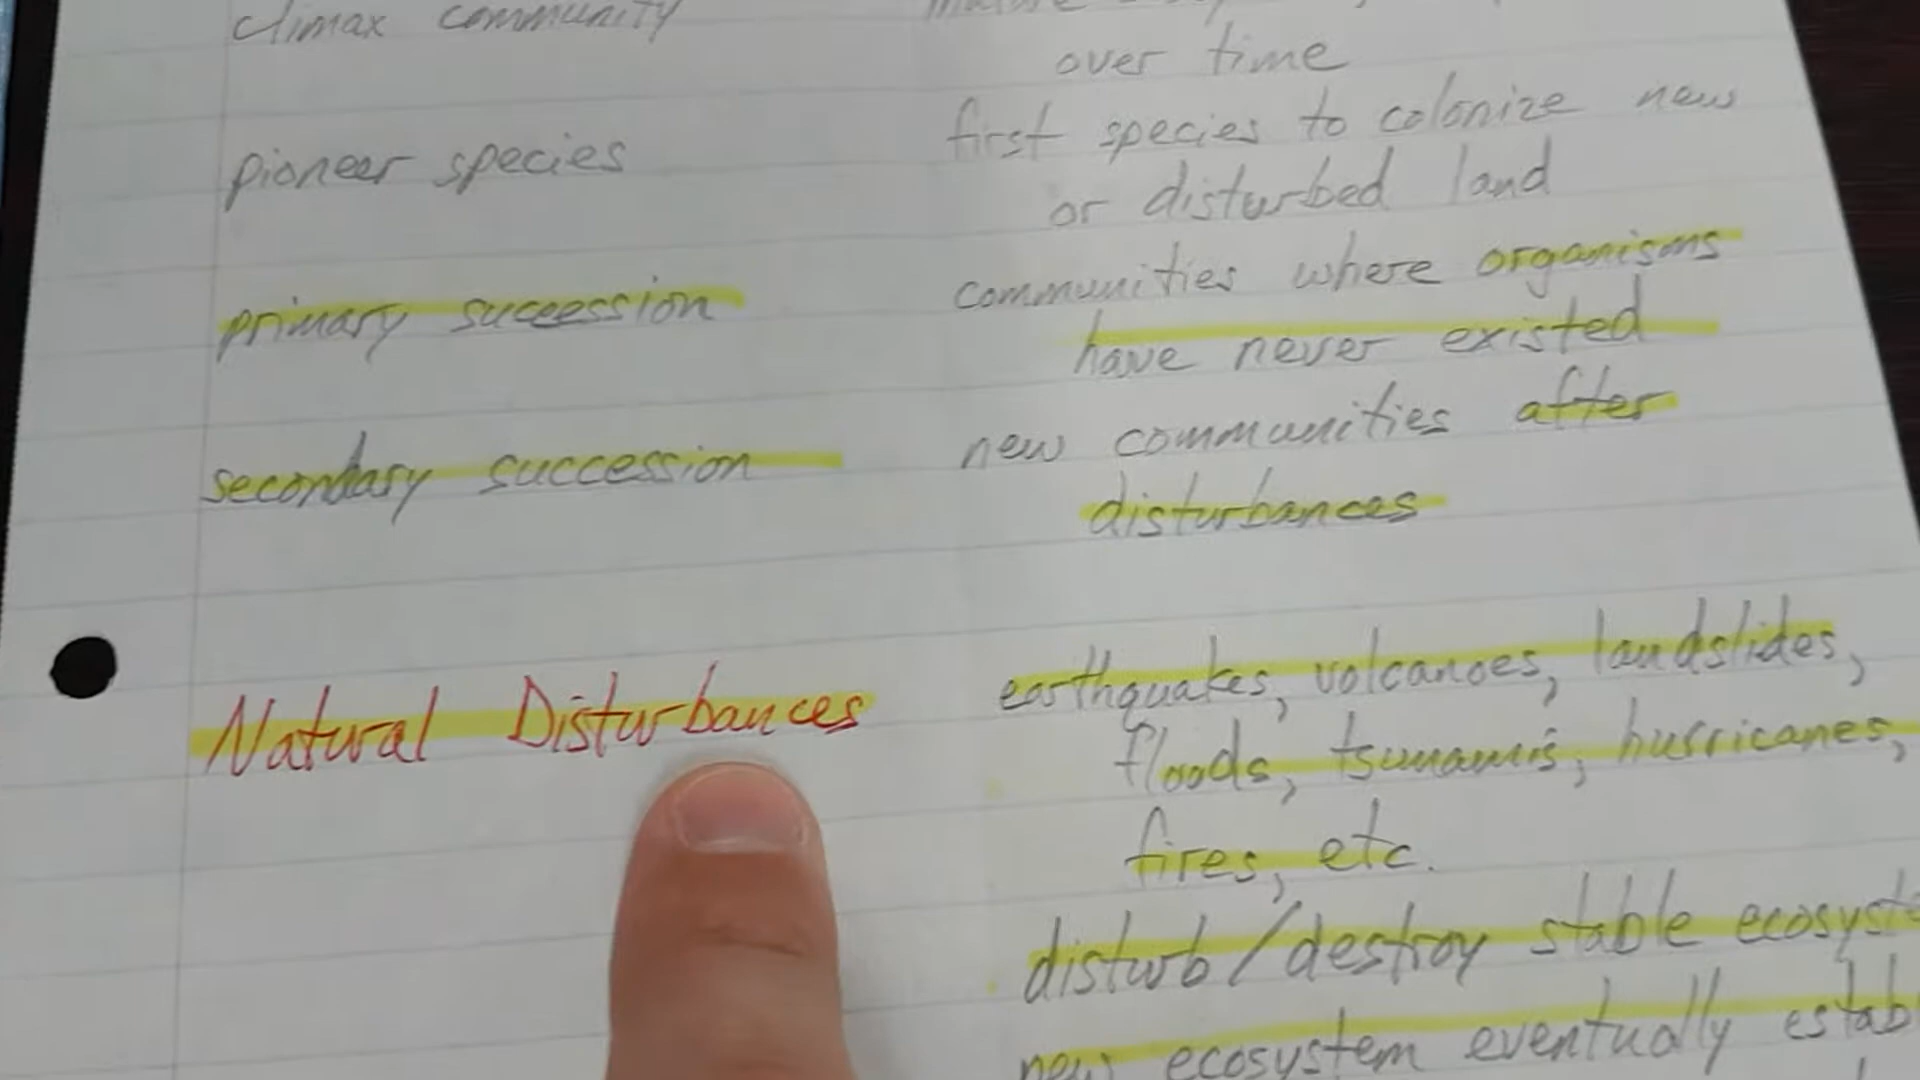 climax community
over time
pioneer species
first species to colonize new
or disturbed land
primary succession
communities where organisms
have never existed
secondary succession
new communities after
disturbances
Natural Disturbances
earthquakes, volcanoes, landslides,
floods, tsunamis, hurricanes,
fires, etc.
disturb/destroy stable
new ecosystem eventually